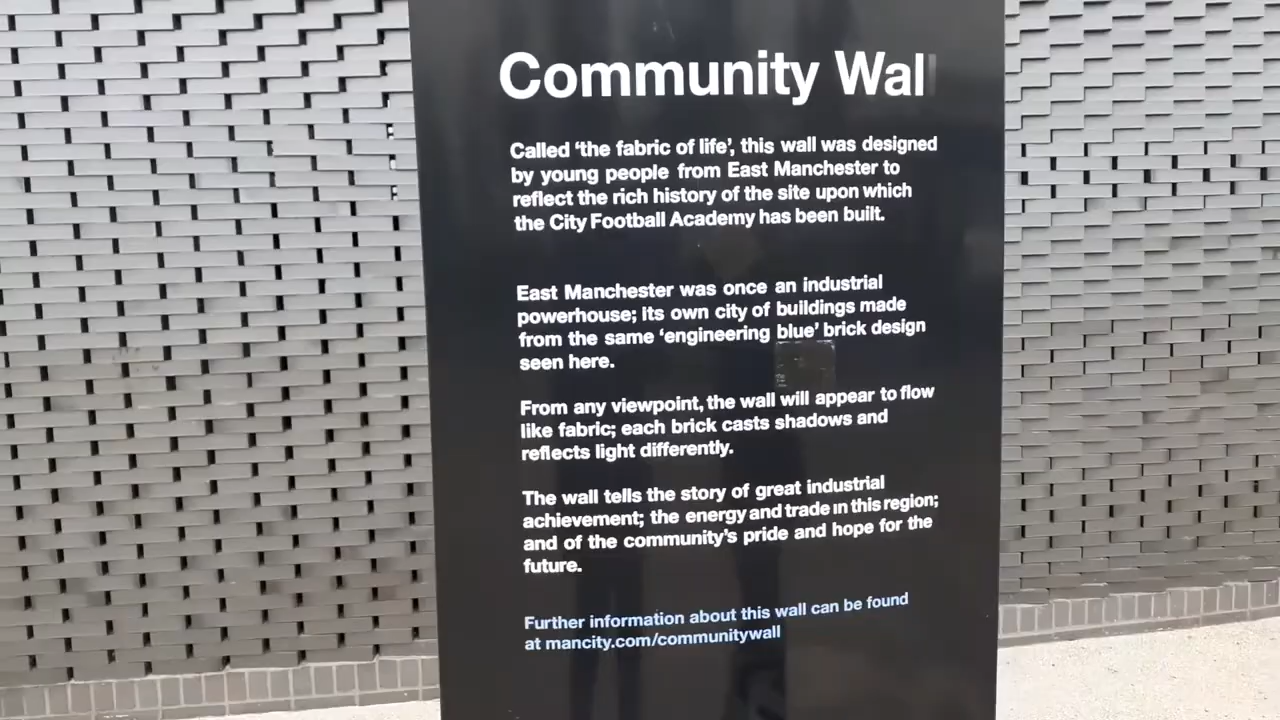 Community Wall
Called ‘the fabric of life’, this wall was designed
by young people from East Manchester to
reflect the rich history of the site upon which
the City Football Academy has been built.
East Manchester was once an industrial
powerhouse; its own city of buildings made
from the same ‘engineering blue’ brick design
seen here.
From any viewpoint, the wall will appear to flow
like fabric; each brick casts shadows and
reflects light differently.
The wall tells the story of great industrial
achievement; the energy and trade in this region;
and of the community’s pride and hope for the
future.
Further information about this wall can be found
at mancity.com/communitywall